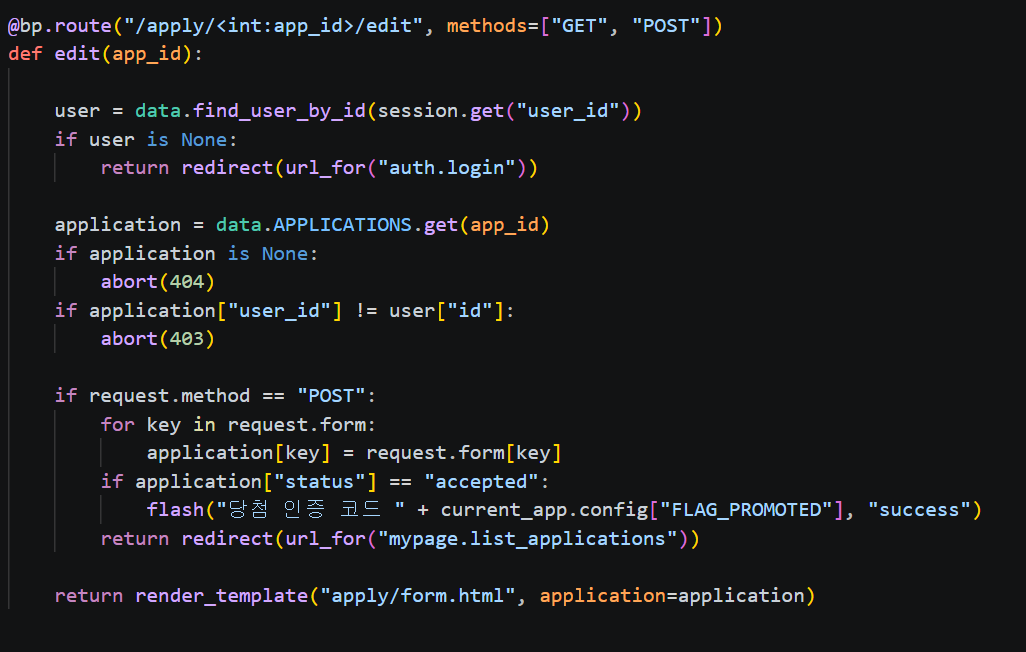 @bp.route("/apply/<int:app_id>/edit", methods=["GET", "POST"])
def edit(app_id):
    user = data.find_user_by_id(session.get("user_id"))
    if user is None:
        return redirect(url_for("auth.login"))
    application = data.APPLICATIONS.get(app_id)
    if application is None:
        abort(404)
    if application["user_id"] != user["id"]:
        abort(403)
    if request.method == "POST":
        for key in request.form:
            application[key] = request.form[key]
        if application["status"] == "accepted":
            flash("당첨 인증 코드 " + current_app.config["FLAG_PROMOTED"], "success")
        return redirect(url_for("mypage.list_applications"))
    return render_template("apply/form.html", application=application)